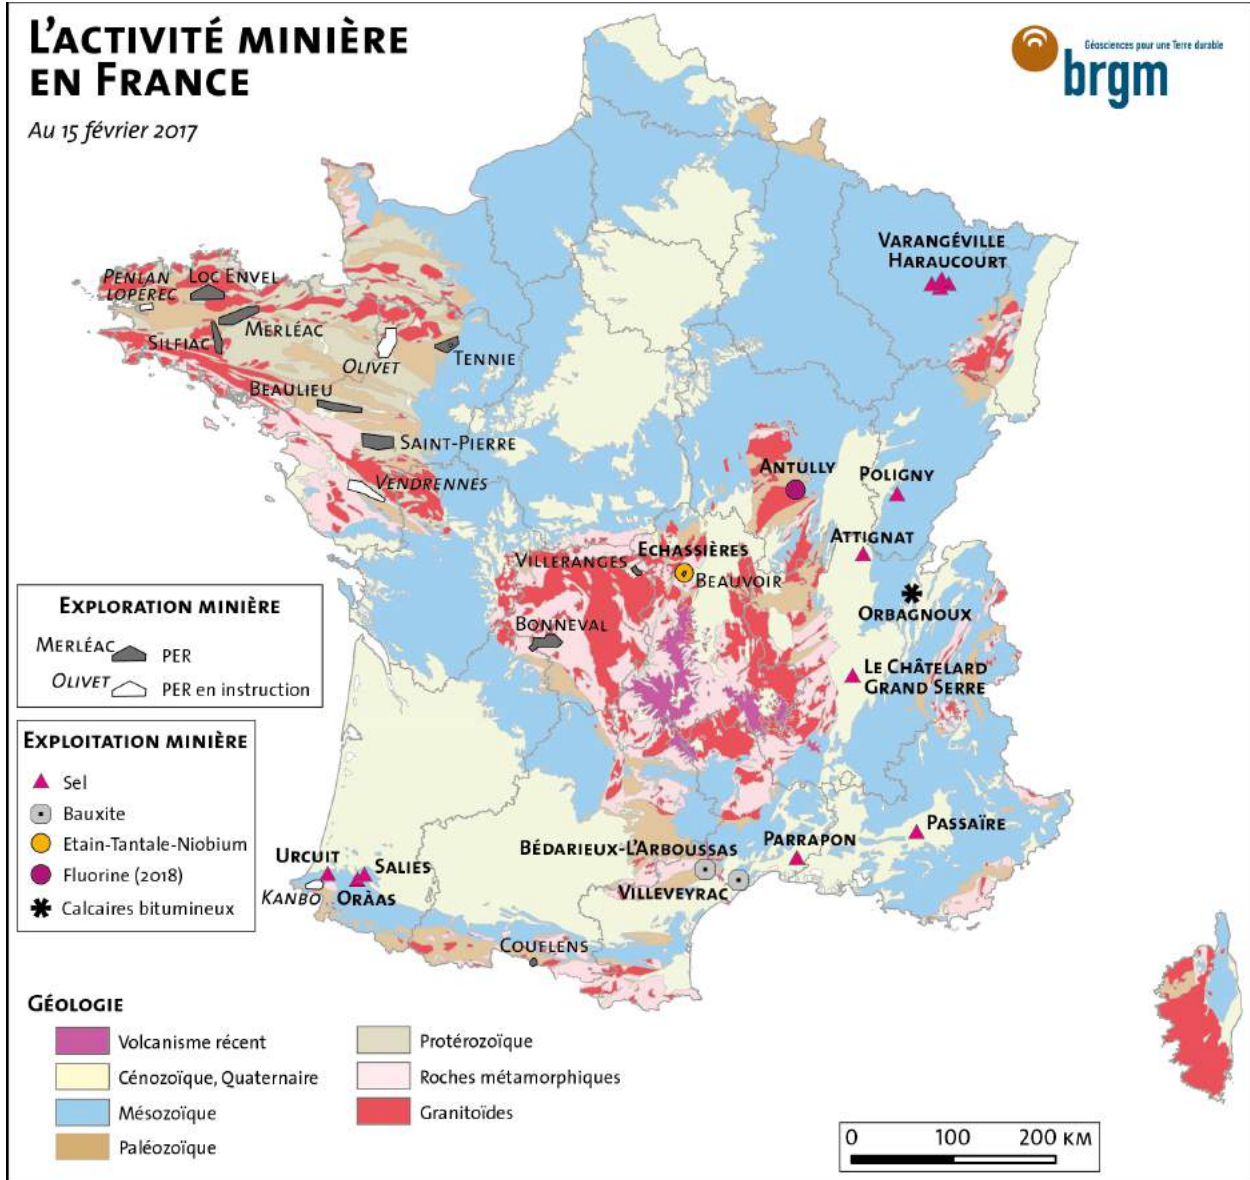 L'ACTIVITÉ MINIÈRE
EN FRANCE
Au 15 février 2017
Géosciences pour une Terre durable
brgm
VARANGÉVILLE
HARAUCOURT
PENLAN
LOPÉREC
LOC ENVEL
MERLÉAC
SILFIAC
OLIVET
TENNIE
BEAULIEU
SAINT-PIERRE
VENDRENNES
ANTULLY
POLIGNY
ATTIGNAT
VILLERANGES
ECHASSIÈRES
BEAUVOIR
ORBAGNOUX
BONNEVAL
LE CHÂTELARD
GRAND SERRE
EXPLORATION MINIÈRE
MERLÉAC
PER
OLIVET
PER en instruction
EXPLOITATION MINIÈRE
Sel
Bauxite
Etain-Tantale-Niobium
Fluorine (2018)
Calcaires bitumineux
PASSAÏRE
PARRAPON
BÉDARIEUX-L'ARBOUSSAS
VILLEVEYRAC
URCUIT
SALIES
KANBO
ORÀAS
COUFLENS
GÉOLOGIE
Volcanisme récent
Cénozoïque, Quaternaire
Mésozoïque
Paléozoïque
Protérozoïque
Roches métamorphiques
Granitoïdes
0 100 200 KM